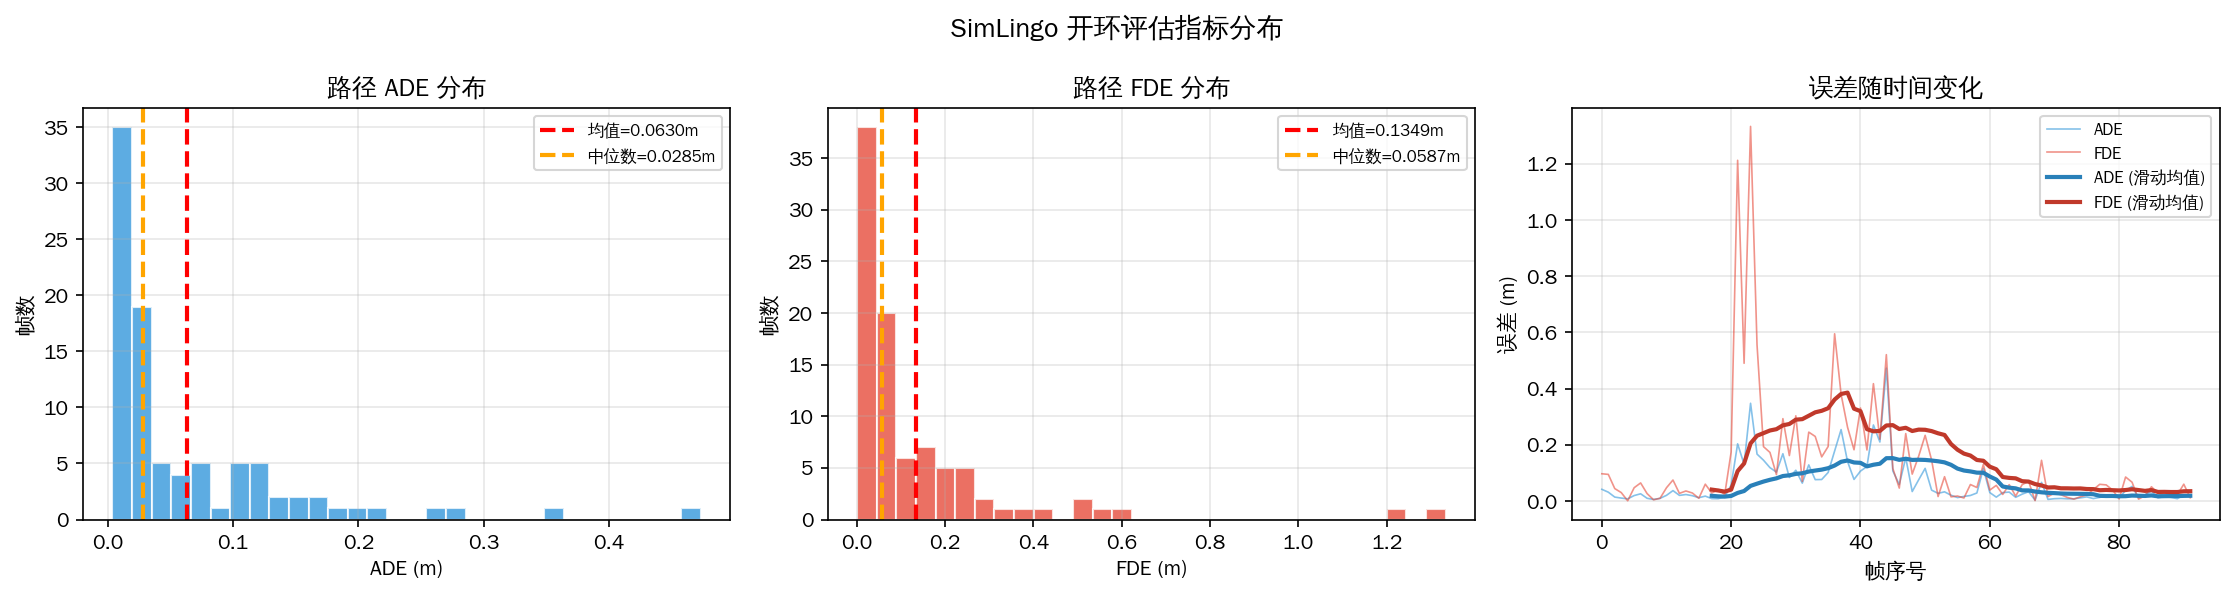 SimLingo 开环评估指标分布
路径 ADE 分布
均值=0.0630m
中位数=0.0285m
帧数
35
30
25
20
15
10
5
0
0.0
0.1
0.2
0.3
0.4
ADE (m)
路径 FDE 分布
均值=0.1349m
中位数=0.0587m
帧数
35
30
25
20
15
10
5
0
0.0
0.2
0.4
0.6
0.8
1.0
1.2
FDE (m)
误差随时间变化
ADE
FDE
ADE (滑动均值)
FDE (滑动均值)
误差 (m)
1.2
1.0
0.8
0.6
0.4
0.2
0.0
0
20
40
60
80
帧序号